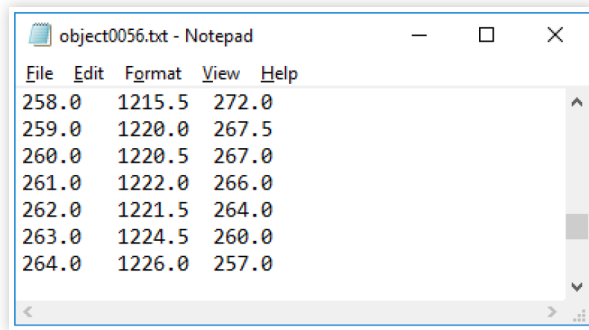 object0056.txt - Notepad
File Edit Format View Help
258.0 1215.5 272.0
259.0 1220.0 267.5
260.0 1220.5 267.0
261.0 1222.0 266.0
262.0 1221.5 264.0
263.0 1224.5 260.0
264.0 1226.0 257.0